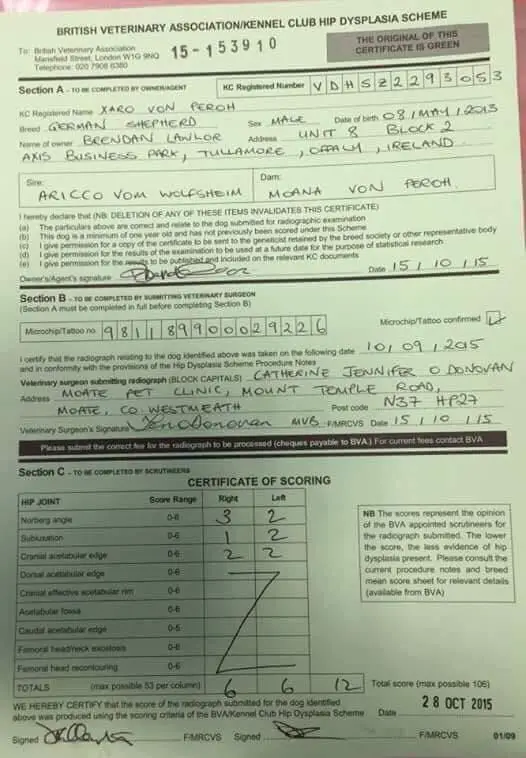 BRITISH VETERINARY ASSOCIATION/KENNEL CLUB HIP DYSPLASIA SCHEME
To: British Veterinary Association
Mansfield Street, London W1G 9NQ
Telephone: 020 7908 6380
15-153910
THE ORIGINAL OF THIS
CERTIFICATE IS GREEN
Section A - TO BE COMPLETED BY OWNER/AGENT
KC Registered Number VDHSZ2293053
KC Registered Name XARO VON PEROH
Breed GERMAN SHEPHERD Sex MALE Date of birth 08/MAY/2013
Name of owner BRENDAN LAWLOR Address UNIT 8 BLOCK 2
AXIS BUSINESS PARK, TULLAMORE, OFFALY, IRELAND.
Sire: ARICCO VOM WOLFSHEIM
Dam: MOANA VON PEROH.
I hereby declare that (NB: DELETION OF ANY OF THESE ITEMS INVALIDATES THIS CERTIFICATE)
(a) The particulars above are correct and relate to the dog submitted for radiographic examination
(b) This dog is a minimum of one year old and has not previously been scored under this Scheme
(c) I give permission for a copy of the certificate to be sent to the geneticist retained by the breed society or other representative body
(d) I give permission for the results of the examination to be used at a future date for the purpose of statistical research
(e) I give permission for the results to be published and included on the relevant KC documents
Owner's/Agent's signature Date 15/10/15
Section B - TO BE COMPLETED BY SUBMITTING VETERINARY SURGEON
(Section A must be completed in full before completing Section B)
Microchip/Tattoo no. 981189900029226 Microchip/Tattoo confirmed
I certify that the radiograph relating to the dog identified above was taken on the following date 10/09/2015
and in conformity with the provisions of the Hip Dysplasia Scheme Procedure Notes
Veterinary surgeon submitting radiograph (BLOCK CAPITALS) CATHERINE JENNIFER O DONOVAN
Address MOATE PET CLINIC, MOUNT TEMPLE ROAD,
MOATE, CO. WESTMEATH Post code N37 HP27
Veterinary Surgeon's Signature Jen O'Donovan MVB F/MRCVS Date 15/10/15
Please submit the correct fee for the radiograph to be processed (cheques payable to BVA) For current fees contact BVA
Section C - TO BE COMPLETED BY SCRUTINEERS
CERTIFICATE OF SCORING
HIP JOINT Score Range Right Left
Norberg angle 0-6 3 2
Subluxation 0-6 1 2
Cranial acetabular edge 0-6 2 2
Dorsal acetabular edge 0-6
Cranial effective acetabular rim 0-6
Acetabular fossa 0-6
Caudal acetabular edge 0-5
Femoral head/neck exostosis 0-6
Femoral head recontouring 0-6
TOTALS (max possible 53 per column) 6 6 12 Total score (max possible 106)
NB The scores represent the opinion
of the BVA appointed scrutineers for
the radiograph submitted. The lower
the score, the less evidence of hip
dysplasia present. Please consult the
current procedure notes and breed
mean score sheet for relevant details
(available from BVA)
WE HEREBY CERTIFY that the score of the radiograph submitted for the dog identified
above was produced using the scoring criteria of the BVA/Kennel Club Hip Dysplasia Scheme Date 28 OCT 2015
Signed F/MRCVS Signed F/MRCVS 01/09